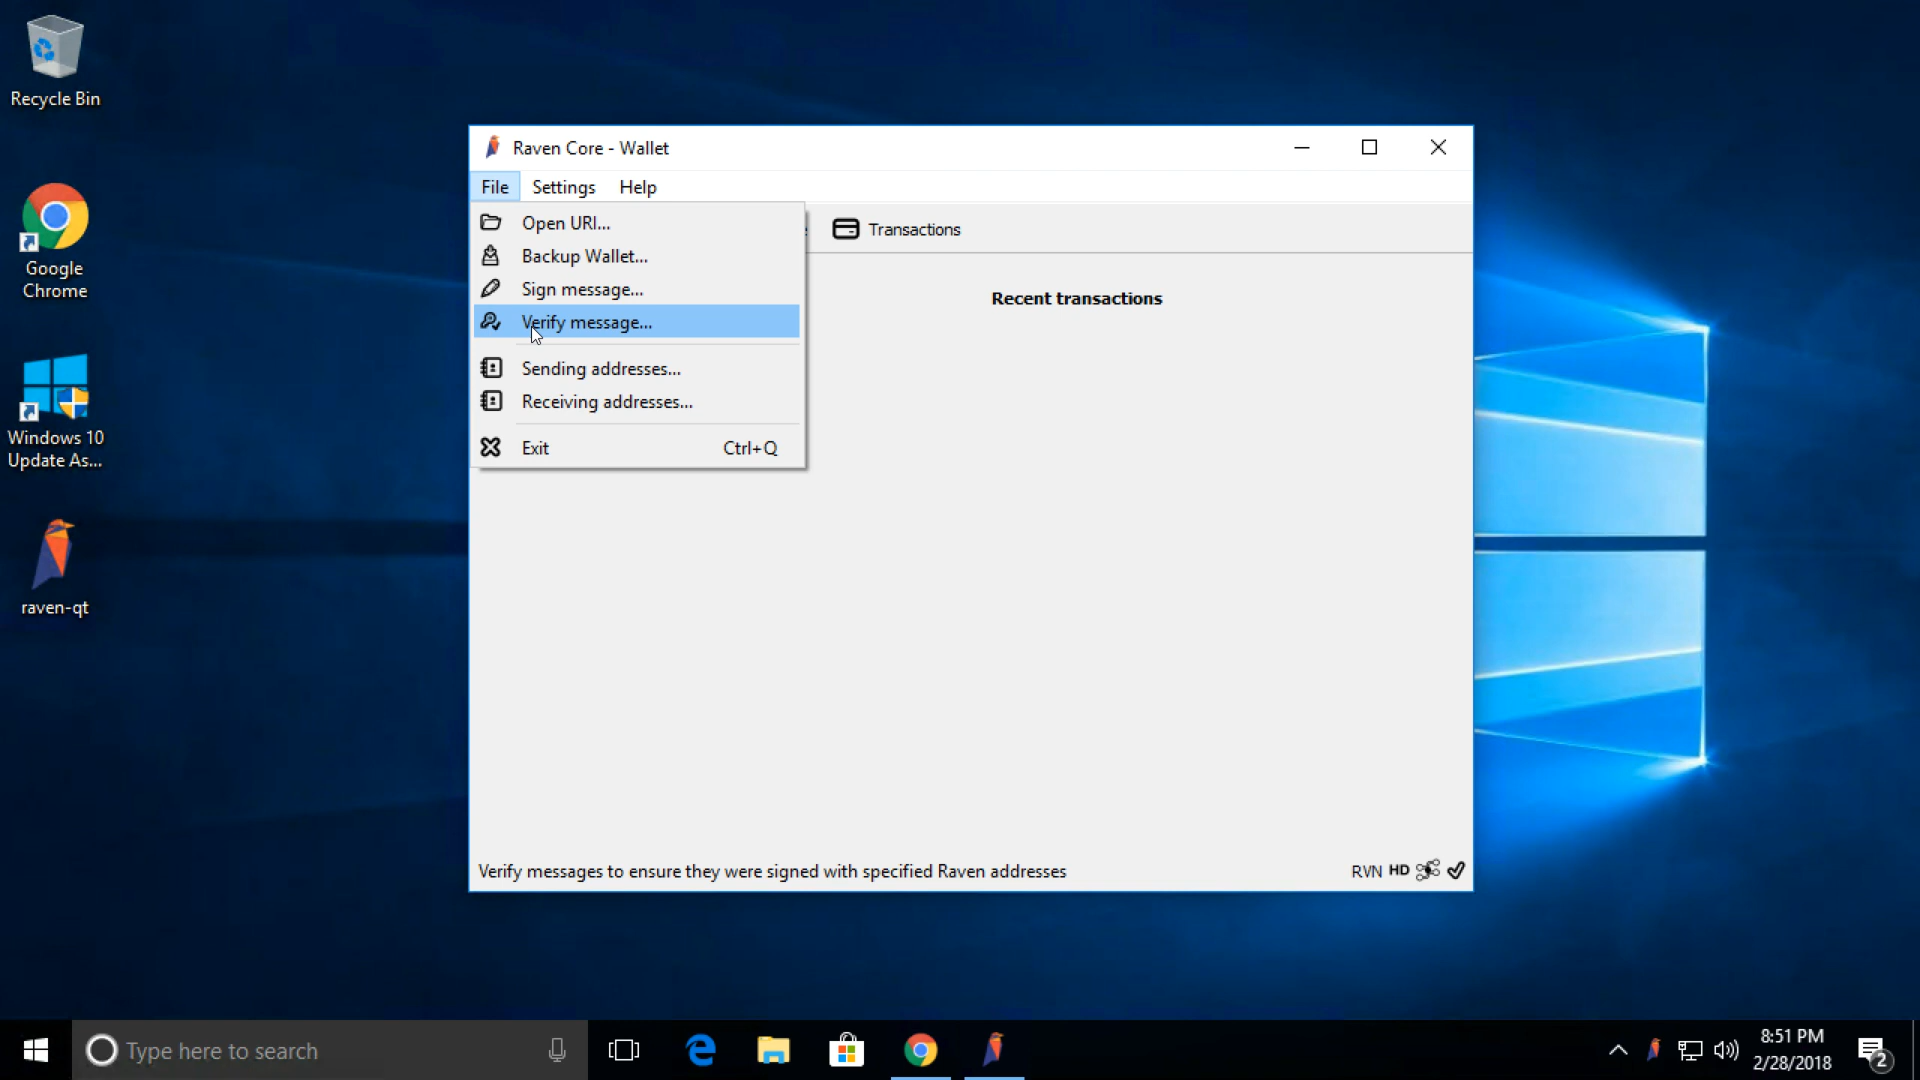 Recycle Bin
Google
Chrome
Windows 10
Update As...
raven-qt
Raven Core - Wallet
File Settings Help
Open URI...
Backup Wallet...
Sign message...
Verify message...
Sending addresses...
Receiving addresses...
Exit Ctrl+Q
Transactions
Recent transactions
Verify messages to ensure they were signed with specified Raven addresses
RVN HD
Type here to search
8:51 PM
2/28/2018
2